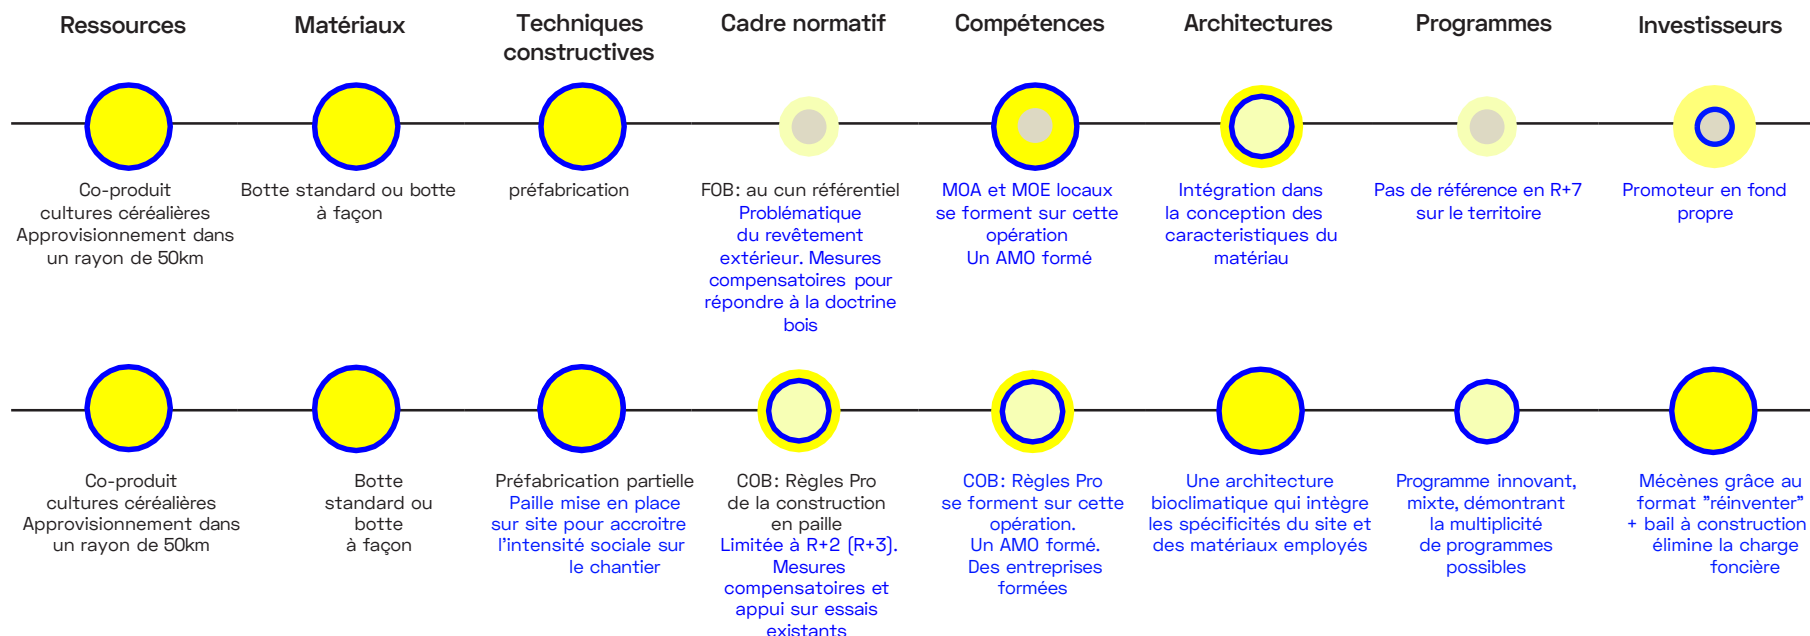 Ressources
Matériaux
Techniques
constructives
Cadre normatif
Compétences
Architectures
Programmes
Investisseurs
Co-produit
cultures céréalières
Approvisionnement dans
un rayon de 50km
Botte standard ou botte
à façon
préfabrication
FOB: au cun référentiel
Problématique
du revêtement
extérieur. Mesures
compensatoires pour
répondre à la doctrine
bois
MOA et MOE locaux
se forment sur cette
opération
Un AMO formé
Intégration dans
la conception des
caracteristiques du
matériau
Pas de référence en R+7
sur le territoire
Promoteur en fond
propre
Co-produit
cultures céréalières
Approvisionnement dans
un rayon de 50km
Botte
standard ou
botte
à façon
Préfabrication partielle
Paille mise en place
sur site pour accroitre
l'intensité sociale sur
le chantier
COB: Règles Pro
de la construction
en paille
Limitée à R+2 (R+3).
Mesures
compensatoires et
appui sur essais
existants
COB: Règles Pro
se forment sur cette
opération.
Un AMO formé.
Des entreprises
formées
Une architecture
bioclimatique qui intègre
les spécificités du site et
des matériaux employés
Programme innovant,
mixte, démontrant
la multiplicité
de programmes
possibles
Mécènes grâce au
format "réinventer"
+ bail à construction
élimine la charge
foncière